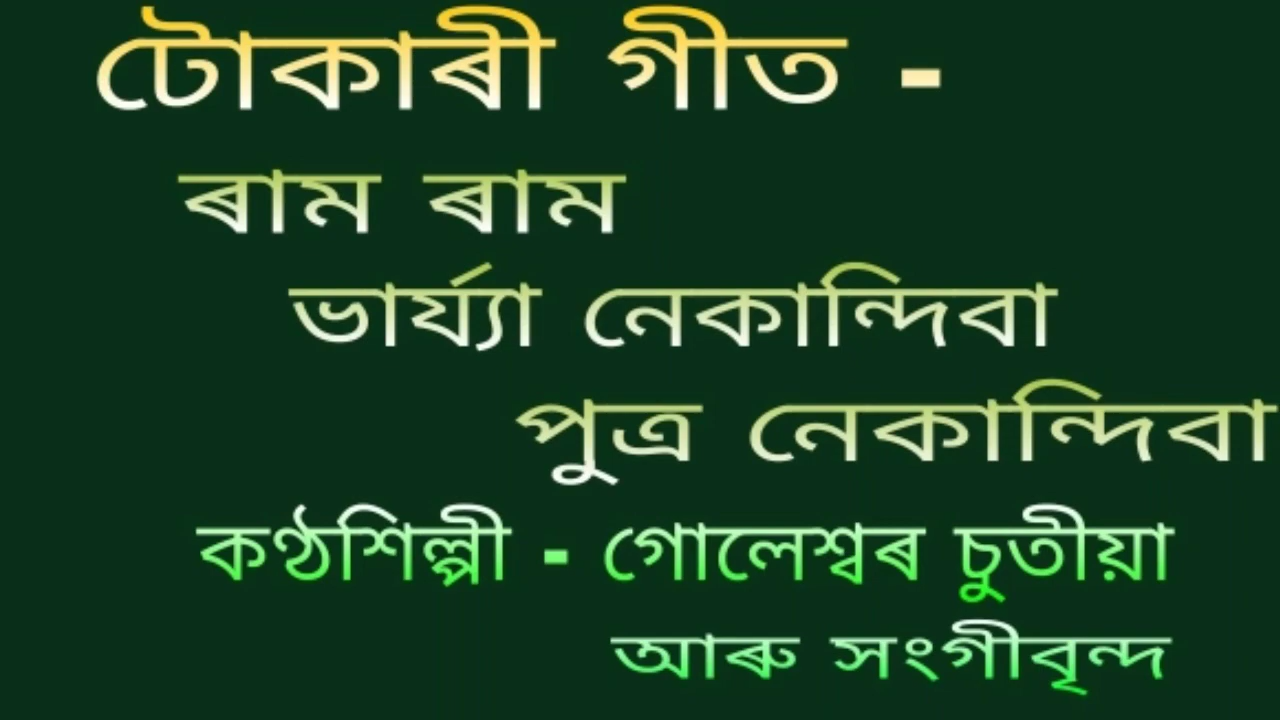 টোকাৰী গীত -
ৰাম ৰাম
ভাৰ্য্যা নেকান্দিবা
পুত্ৰ নেকান্দিবা
কণ্ঠশিল্পী - গোলেশ্বৰ চুতীয়া
আৰু সংগীবৃন্দ